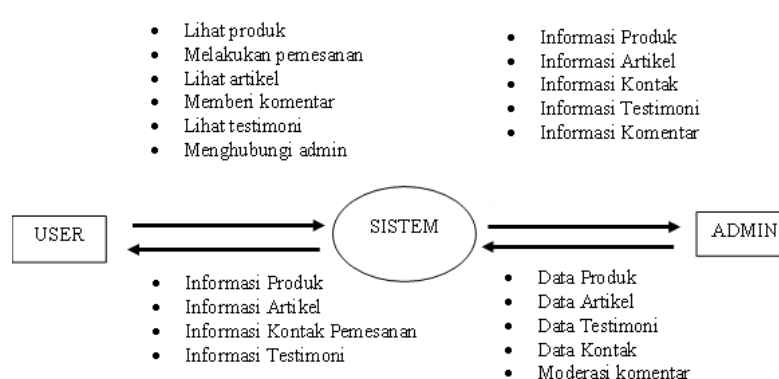 • Lihat produk
• Melakukan pemesanan
• Lihat artikel
• Memberi komentar
• Lihat testimoni
• Menghubungi admin
• Informasi Produk
• Informasi Artikel
• Informasi Kontak
• Informasi Testimoni
• Informasi Komentar
USER
SISTEM
ADMIN
• Informasi Produk
• Informasi Artikel
• Informasi Kontak Pemesanan
• Informasi Testimoni
• Data Produk
• Data Artikel
• Data Testimoni
• Data Kontak
• Moderasi komentar